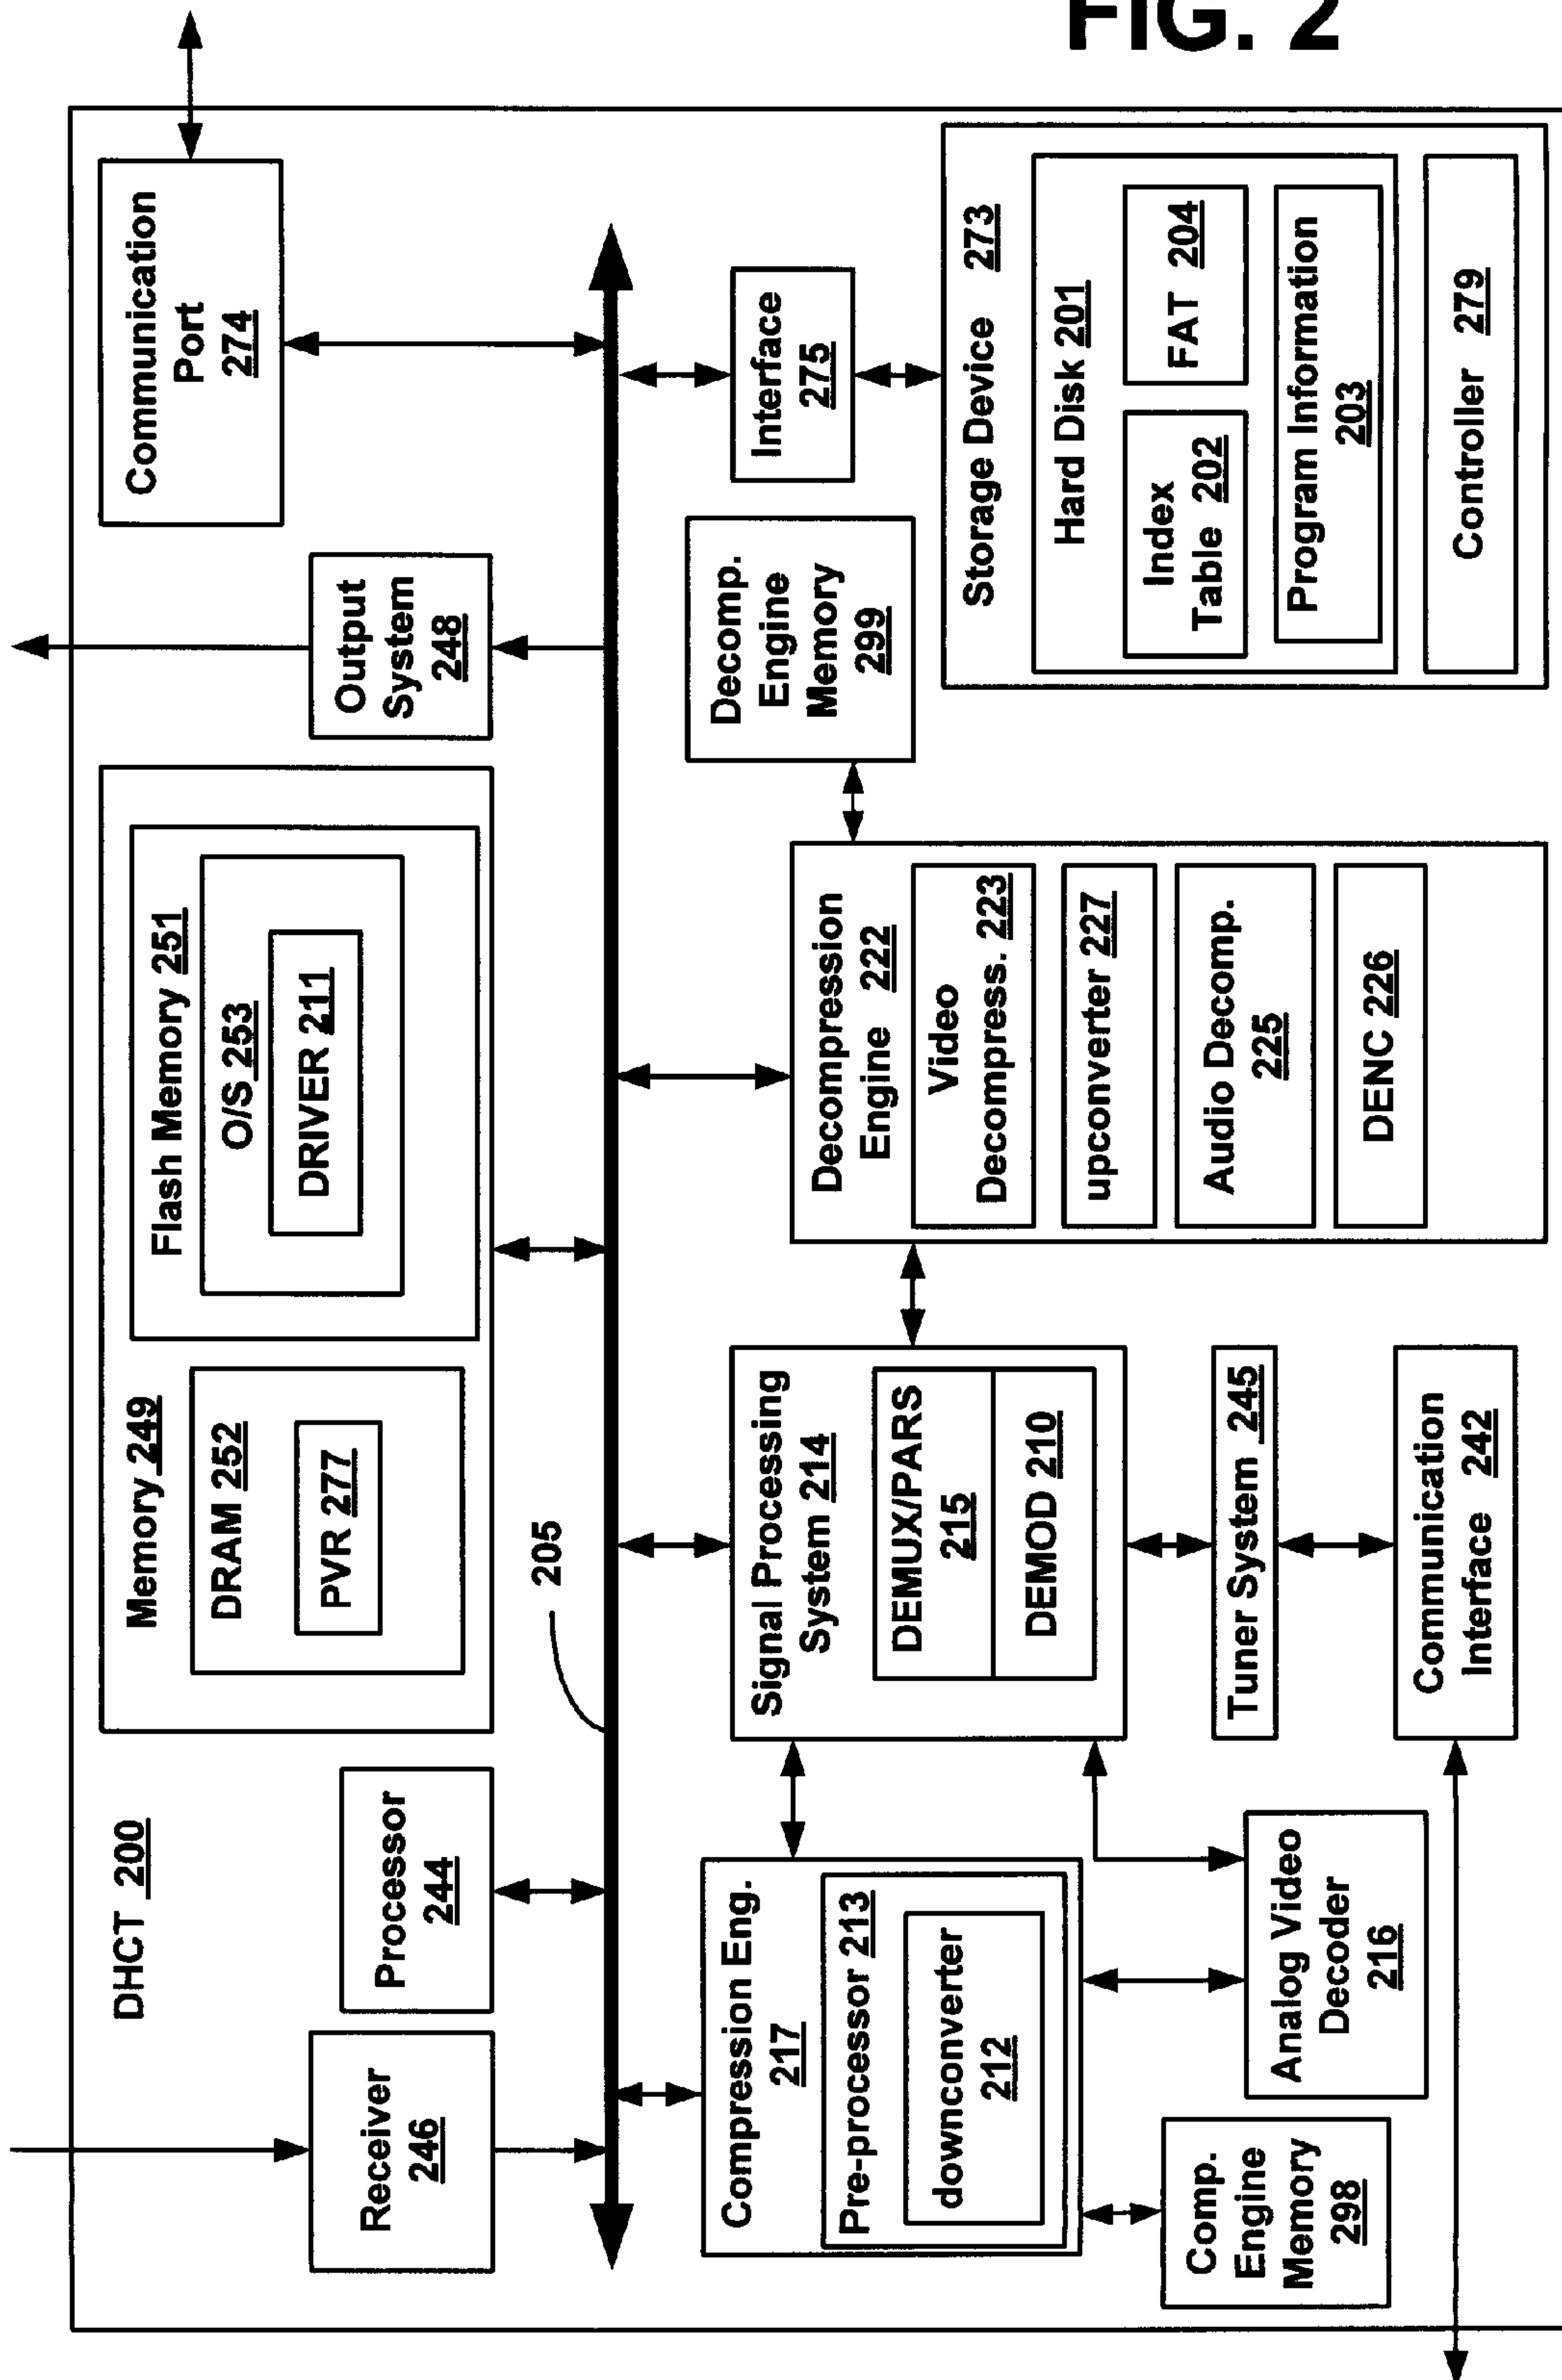 FIG. 2
DHCT 200
Receiver
246
Processor
244
Memory 249
DRAM 252
PVR 277
Flash Memory 251
O/S 253
DRIVER 211
Output
System
248
Communication
Port
274
205
Compression Eng.
217
Pre-processor 213
downconverter
212
Comp.
Engine
Memory
298
Analog Video
Decoder
216
Signal Processing
System 214
DEMUX/PARS
215
DEMOD 210
Tuner System 245
Communication
Interface 242
Decompression
Engine 222
Video
Decompress. 223
upconverter 227
Audio Decomp.
225
DENC 226
Decomp.
Engine
Memory
299
Interface
275
Storage Device 273
Hard Disk 201
Index
Table 202
FAT 204
Program Information
203
Controller 279